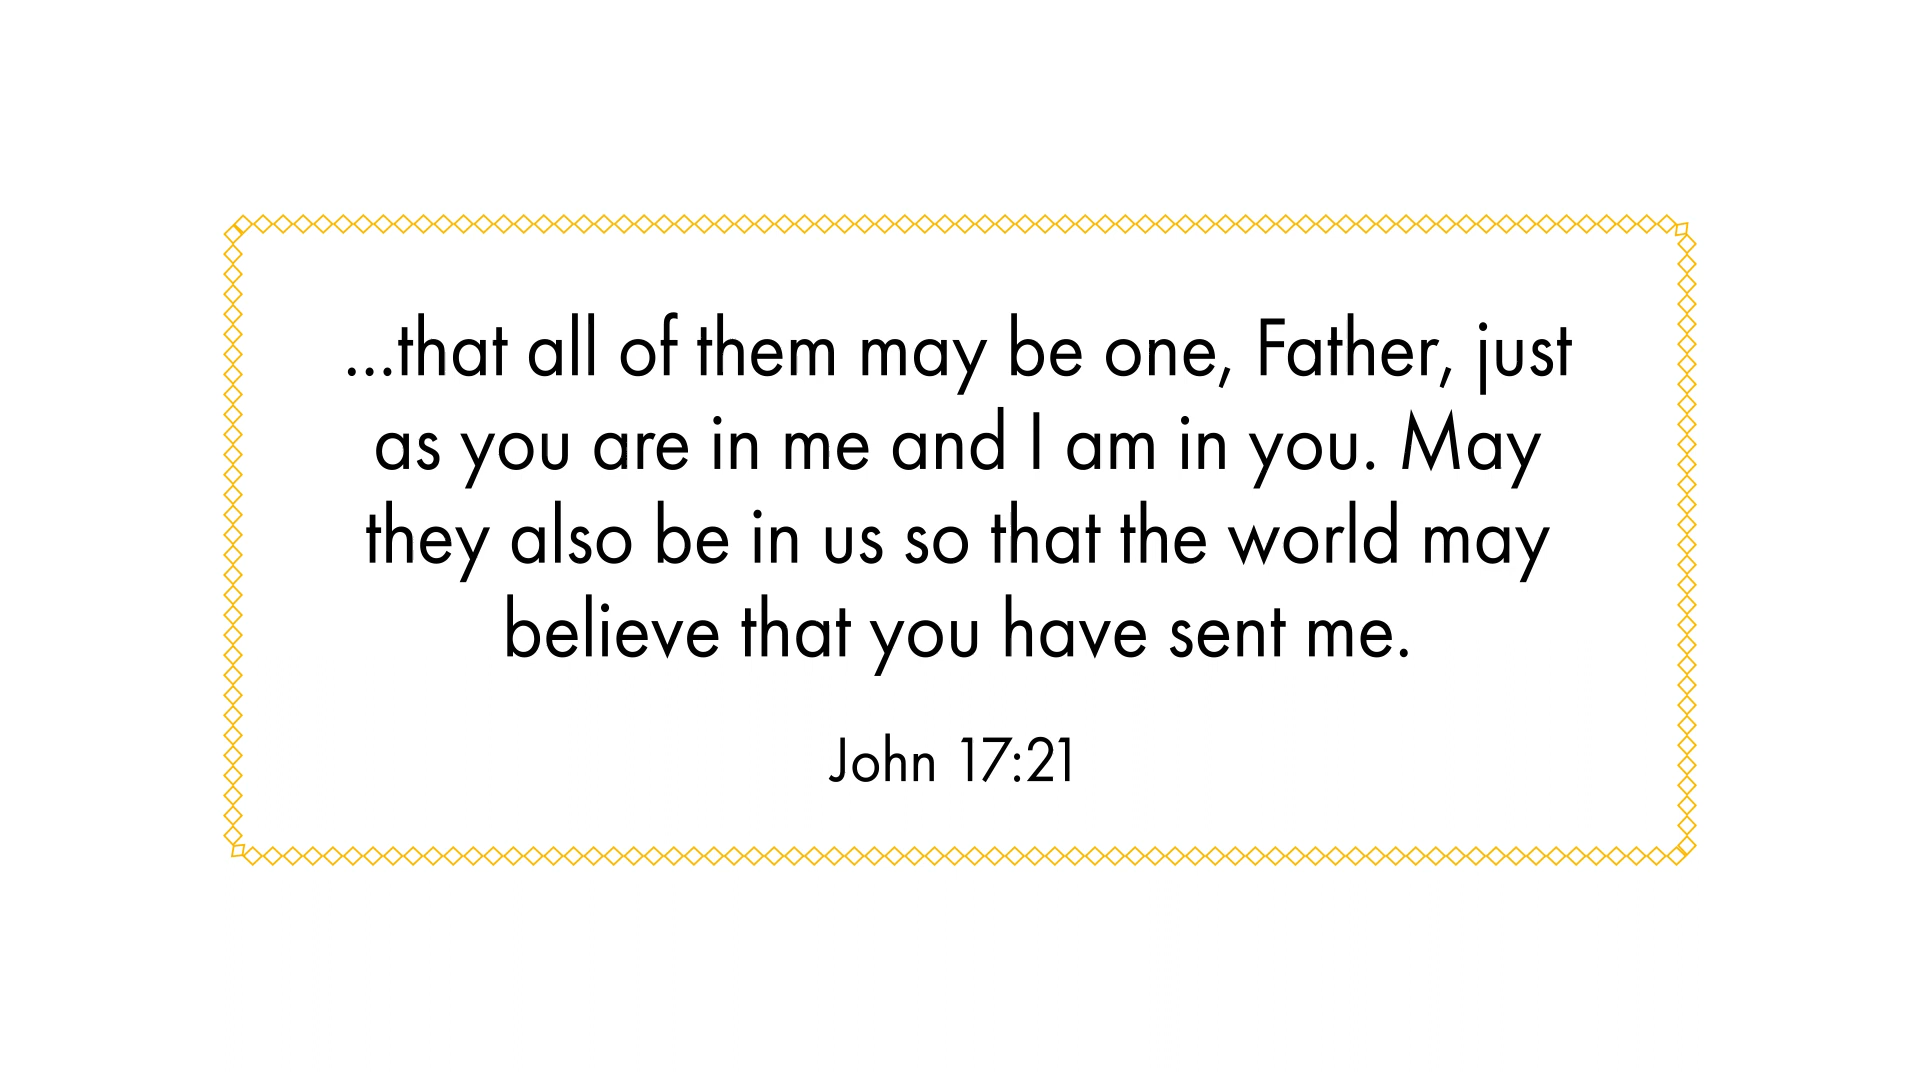 ...that all of them may be one, Father, just
as you are in me and I am in you. May
they also be in us so that the world may
believe that you have sent me.
John 17:21